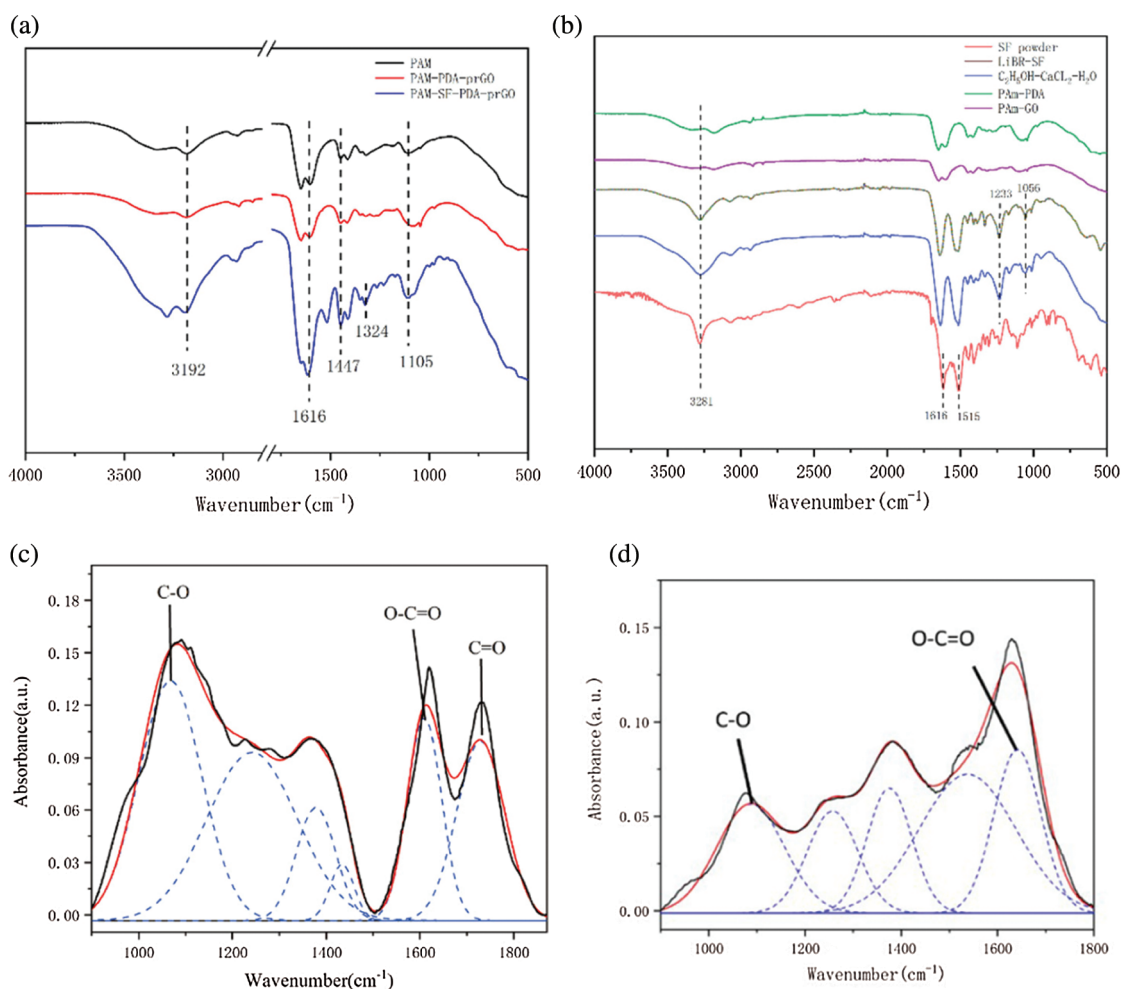 (a)
PAM
PAM-PDA-prGO
PAM-SF-PDA-prGO
3192
1616
1447
1324
1105
4000 3500 3000 1500 1000 500
Wavenumber(cm⁻¹)
(b)
SF powder
LiBR-SF
C₂H₅OH-CaCL₂-H₂O
PAm-PDA
PAm-GO
1233 1056
3281
1616 1515
4000 3500 3000 2500 2000 1500 1000 500
Wavenumber(cm⁻¹)
(c)
C-O
O-C=O
C=O
0.18
0.15
0.12
0.09
0.06
0.03
0.00
Absorbance(a.u.)
1000 1200 1400 1600 1800
Wavenumber(cm-1)
(d)
O-C=O
C-O
0.15
0.10
0.05
0.00
Absorbance(a.u.)
1000 1200 1400 1600 1800
Wavenumber(cm⁻¹)